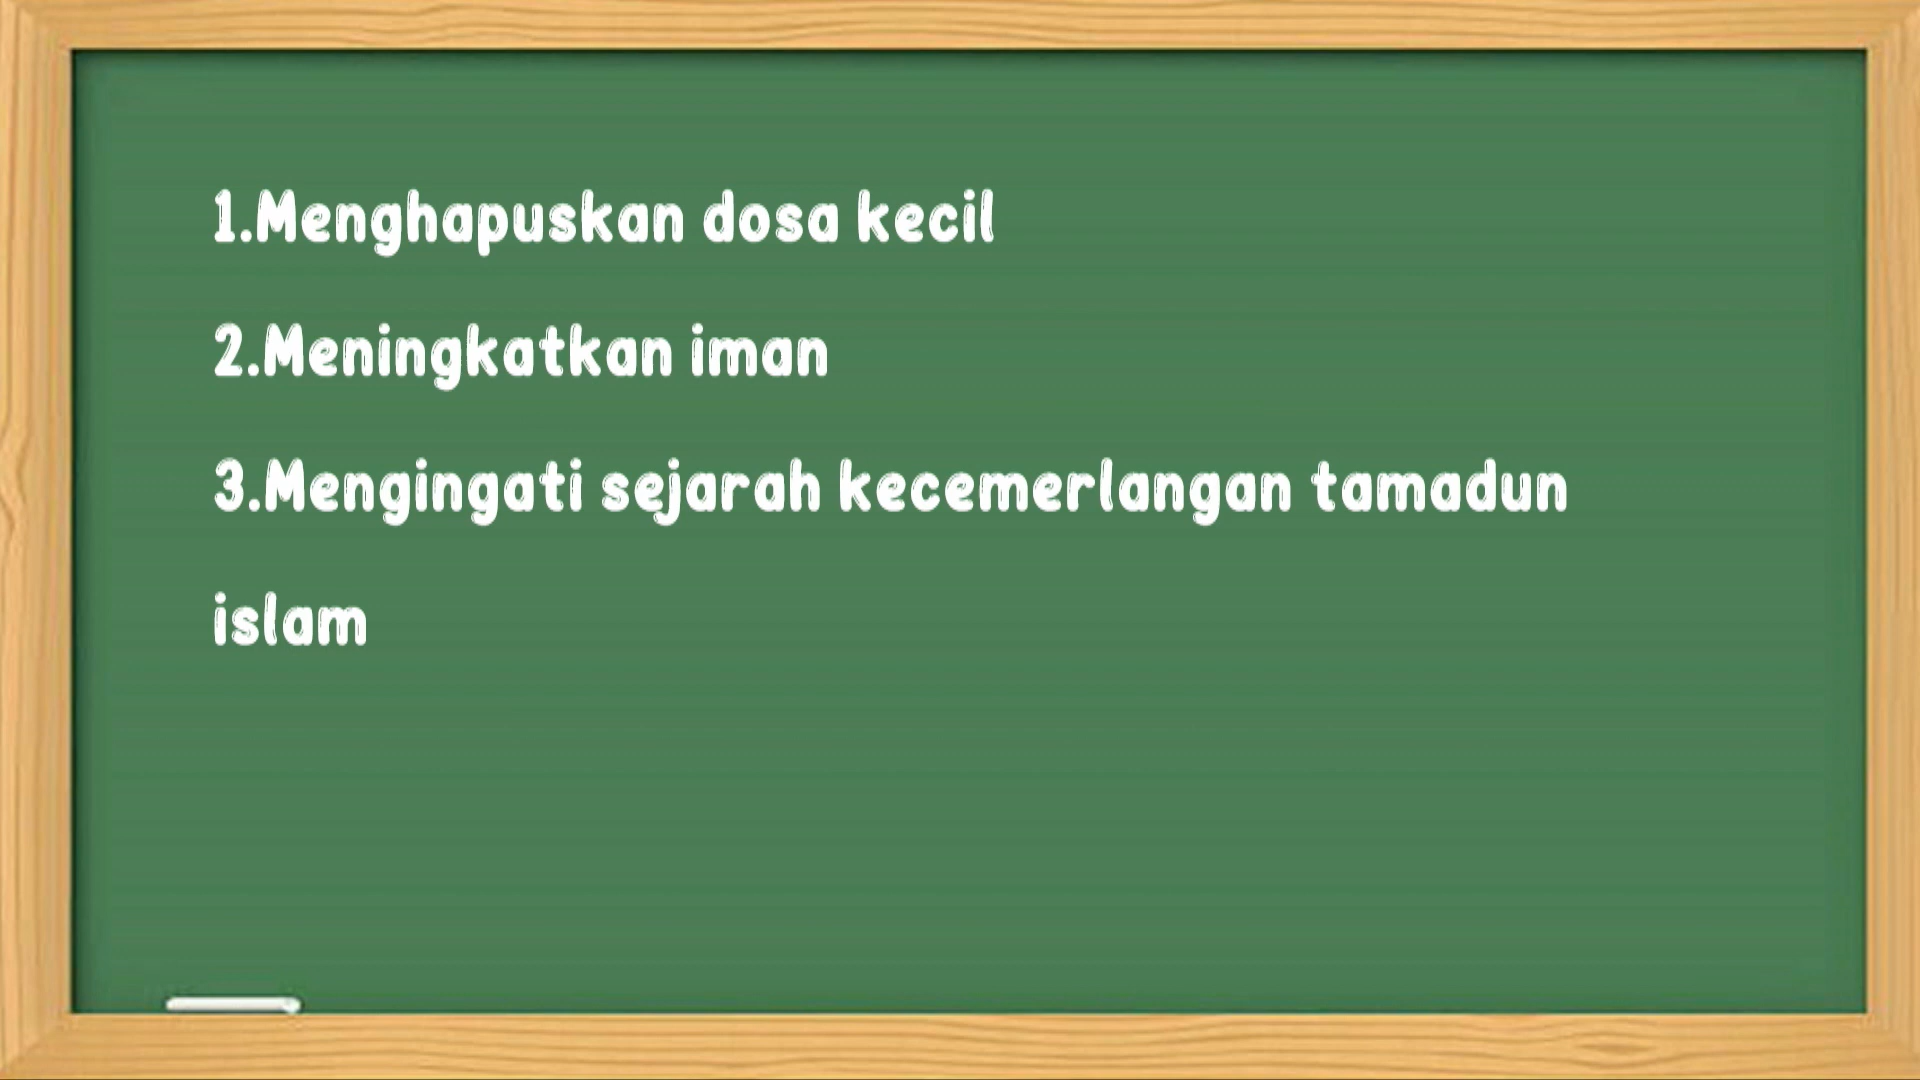 1.Menghapuskan dosa kecil
2.Meningkatkan iman
3.Mengingati sejarah kecemerlangan tamadun
islam